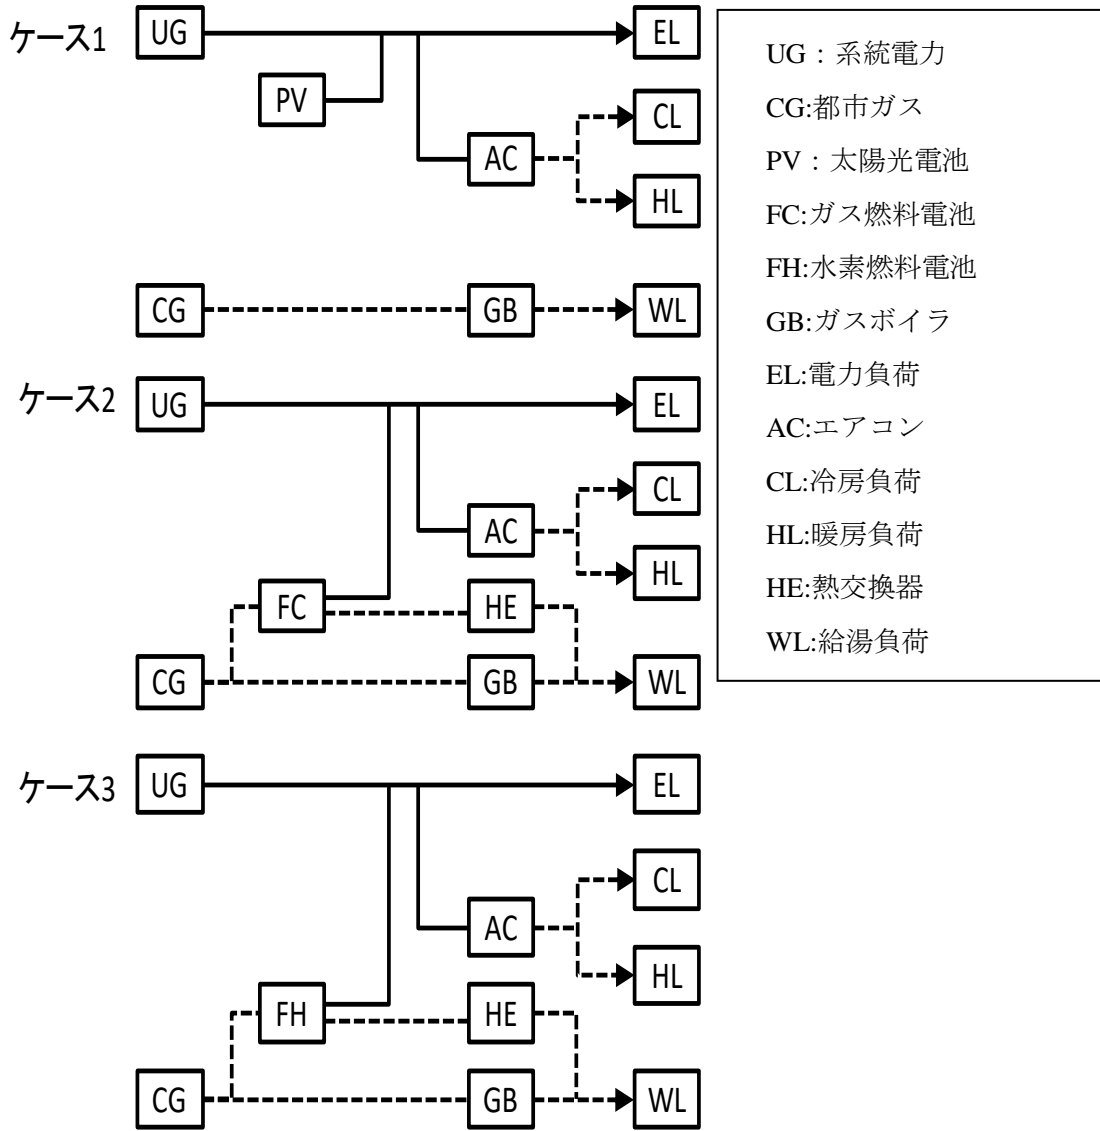 ケース1
UG
EL
PV
CL
AC
HL
CG
GB
WL
ケース2
UG
EL
CL
AC
HL
FC
HE
CG
GB
WL
ケース3
UG
EL
CL
AC
HL
FH
HE
CG
GB
WL
UG：系統電力
CG:都市ガス
PV：太陽光電池
FC:ガス燃料電池
FH:水素燃料電池
GB:ガスボイラ
EL:電力負荷
AC:エアコン
CL:冷房負荷
HL:暖房負荷
HE:熱交換器
WL:給湯負荷